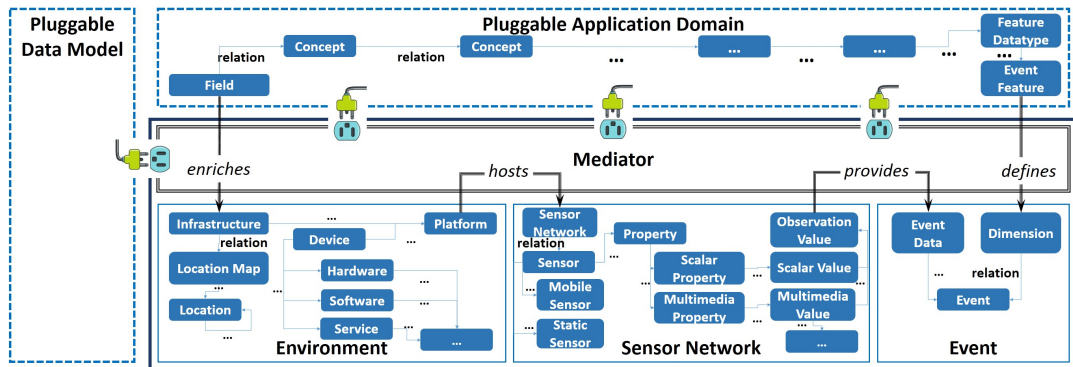 Pluggable
Data Model
Pluggable Application Domain
Concept
Concept
...
...
Feature
Datatype
relation
relation
...
...
...
Field
Event
Feature
Mediator
enriches
hosts
provides
defines
Infrastructure
...
Platform
relation
Device
...
Location Map
...
Hardware
...
Location
...
Software
Service
...
...
Environment
Sensor
Network
relation
Sensor
...
Property
...
Mobile
Sensor
...
Static
Sensor
...
Scalar
Property
...
Scalar Value
Multimedia
Property
...
Multimedia
Value
...
...
Observation
Value
...
...
Sensor Network
Event
Data
Dimension
...
relation
Event
Event